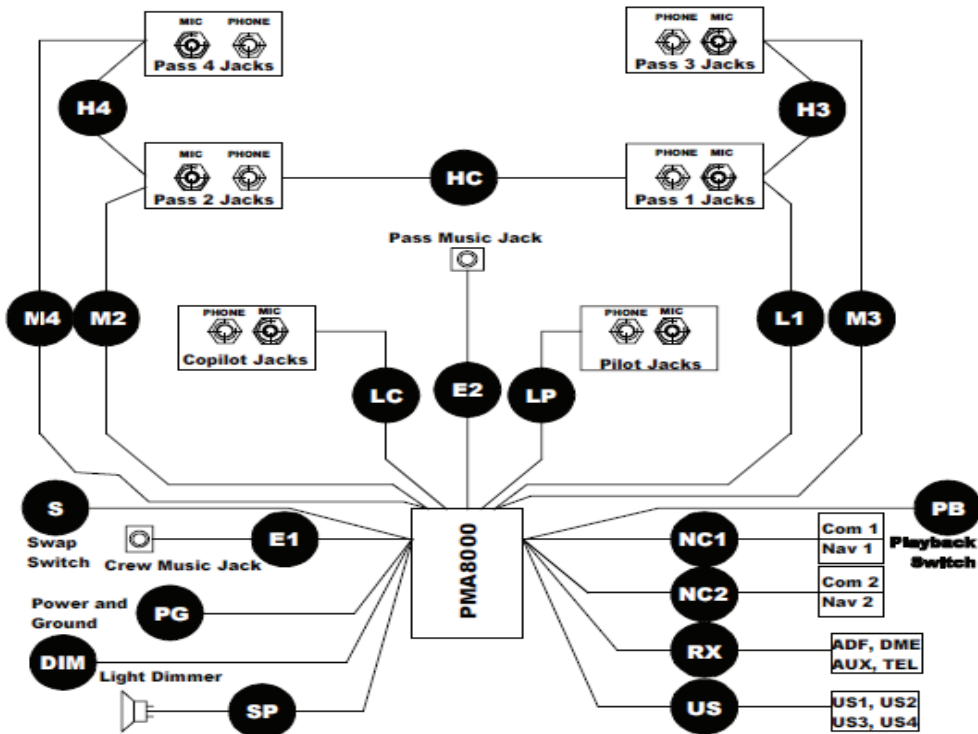 MIC PHONE
Pass 4 Jacks
PHONE MIC
Pass 3 Jacks
H4
H3
MIC PHONE
Pass 2 Jacks
HC
PHONE MIC
Pass 1 Jacks
Pass Music Jack
M4
M2
PHONE MIC
Copilot Jacks
PHONE MIC
Pilot Jacks
L1
M3
LC
E2
LP
S
Swap
Switch
E1
Crew Music Jack
PMA8000
NC1
Com 1
Nav 1
PB
Playback
Switch
Power and
Ground
PG
NC2
Com 2
Nav 2
DIM
Light Dimmer
RX
ADF, DME
AUX, TEL
SP
US
US1, US2
US3, US4